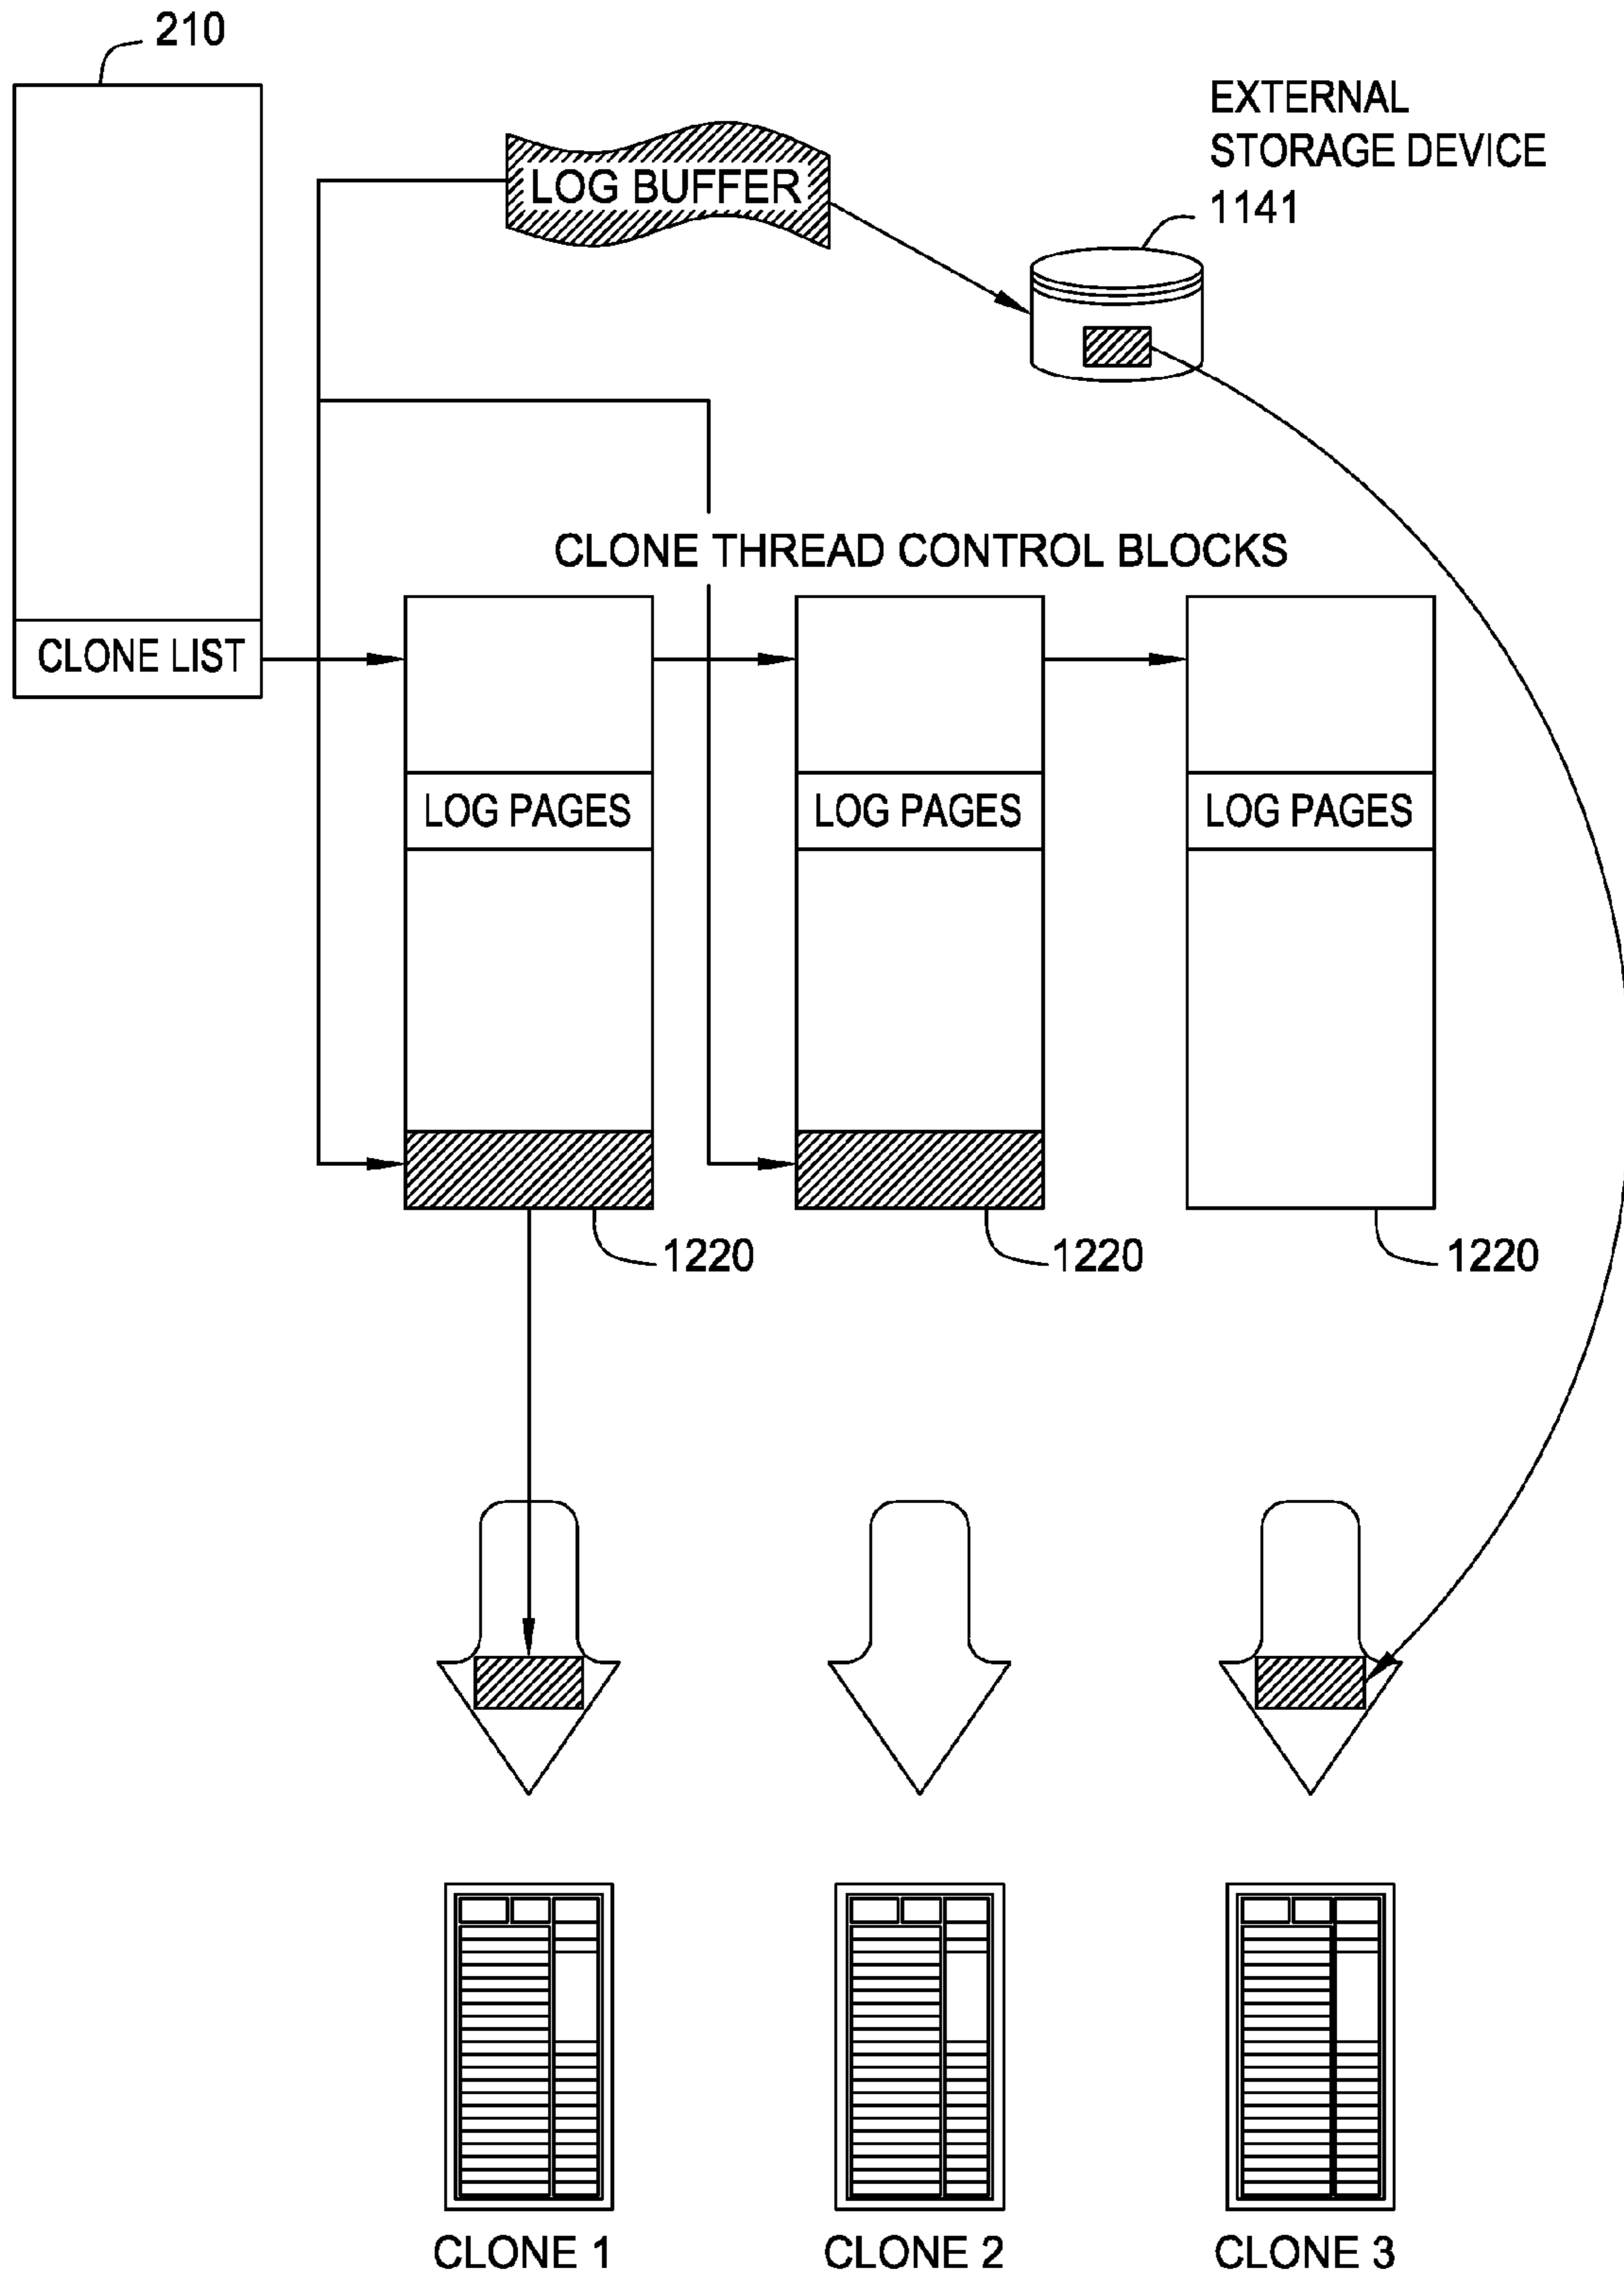 210
EXTERNAL
STORAGE DEVICE
1141
LOG BUFFER
CLONE THREAD CONTROL BLOCKS
CLONE LIST
LOG PAGES
LOG PAGES
LOG PAGES
1220
1220
1220
CLONE 1
CLONE 2
CLONE 3